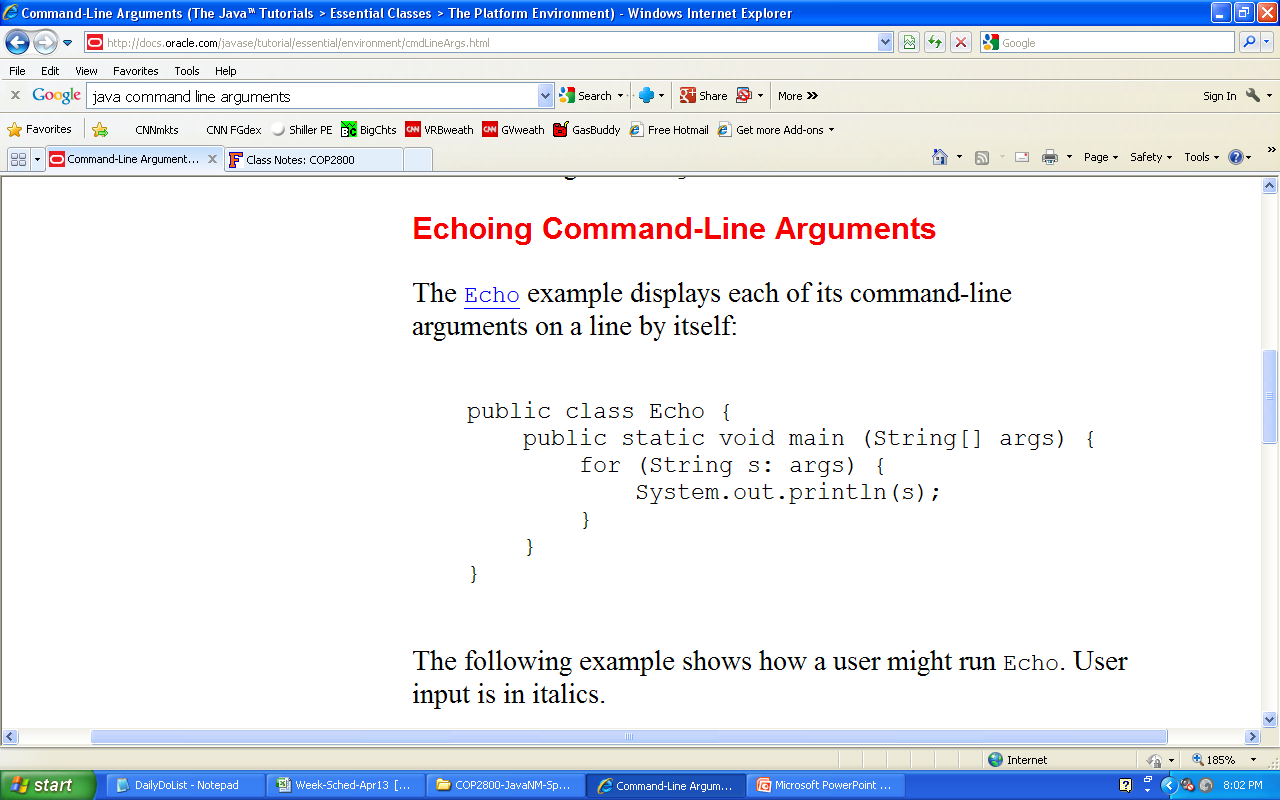 Command-Line Arguments (The Java™ Tutorials > Essential Classes > The Platform Environment) - Windows Internet Explorer
http://docs.oracle.com/javase/tutorial/essential/environment/cmdLineArgs.html
Google
File Edit View Favorites Tools Help
x Google java command line arguments Search Share More >> Sign In
Favorites CNNmkts CNN FGdex Shiller PE BigChts VRBweath GVweath GasBuddy Free Hotmail Get more Add-ons
Command-Line Argument... x Class Notes: COP2800 Page Safety Tools
Echoing Command-Line Arguments
The Echo example displays each of its command-line
arguments on a line by itself:
public class Echo {
public static void main (String[] args) {
for (String s: args) {
System.out.println(s);
}
}
}
The following example shows how a user might run Echo. User
input is in italics.
Internet 185%
start DailyDoList - Notepad Week-Sched-Apr13 [... COP2800-JavaNM-Sp... Command-Line Argum... Microsoft PowerPoint ... 8:02 PM